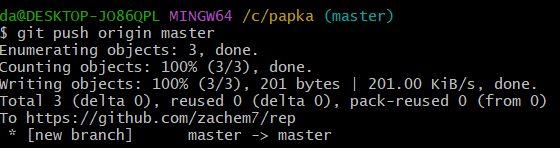 da@DESKTOP-JO86QPL MINGW64 /c/papka (master)
$ git push origin master
Enumerating objects: 3, done.
Counting objects: 100% (3/3), done.
Writing objects: 100% (3/3), 201 bytes | 201.00 KiB/s, done.
Total 3 (delta 0), reused 0 (delta 0), pack-reused 0 (from 0)
To https://github.com/zachem7/rep
 * [new branch]      master -> master